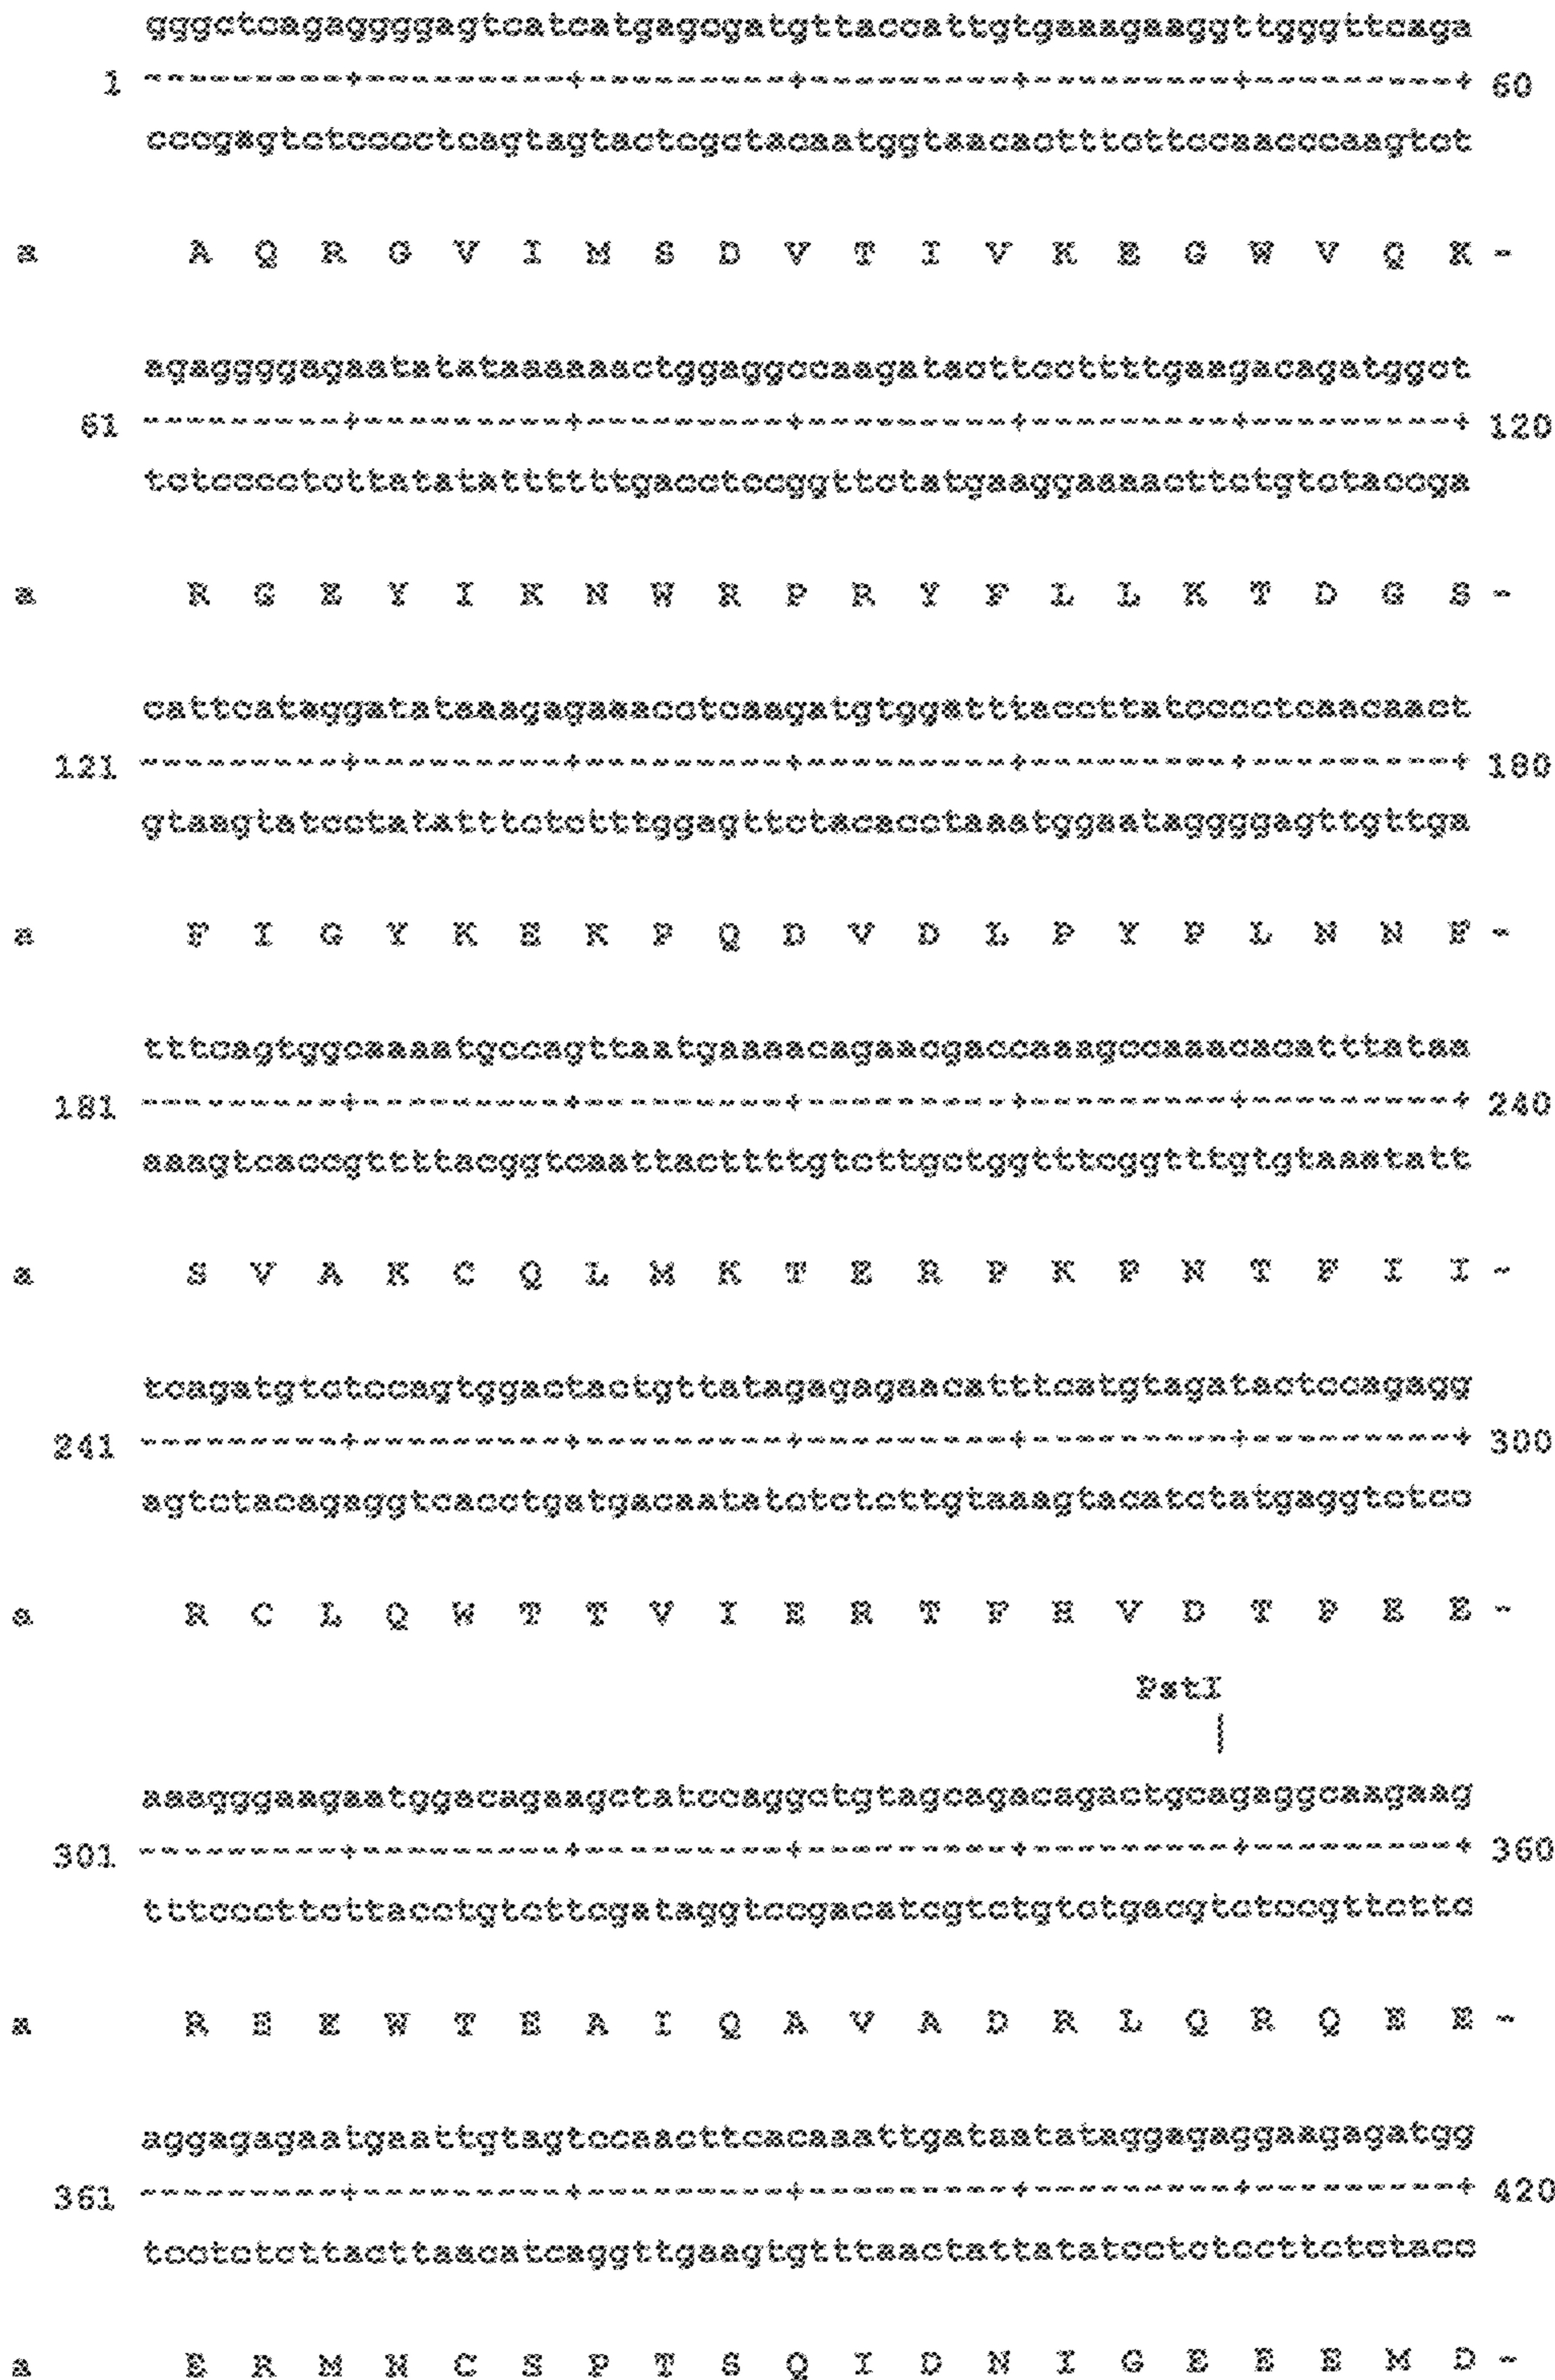 gggctcagaggggagtcatcatgagcgatgttaccattgtgaaagaaggttgggttcaga
1 ---------+---------+---------+---------+---------+---------+ 60
cccgagtctcccctcagtagtactcgctacaatggtaacactttcttccaacccaagtct
a A Q R G V I M S D V T I V K E G W V Q K -
agaggggagaatatataaaaaactggaggccaagatacttccttttgaagacagatggct
61 ---------+---------+---------+---------+---------+---------+ 120
tctcccctcttatatattttttgacctccggttctatgaaggaaaacttctgtctaccga
a R G E Y I K N W R P R Y F L L K T D G S -
cattcataggatataaagagaaacctcaagatgtggatttaccttatcccctcaacaact
121 ---------+---------+---------+---------+---------+---------+ 180
gtaagtatcctatatttctctttggagttctacacctaaatggaataggggagttgttga
a F I G Y K E K P Q D V D L P Y P L N N F -
tttcagtggcaaaatgccagttaatgaaaacagaacgaccaaagccaaacacatttataa
181 ---------+---------+---------+---------+---------+---------+ 240
aaagtcaccgttttacggtcaattacttttgtcttgctggtttcggtttgtgtaaatatt
a S V A K C Q L M K T E R P K P N T F I I -
tcagatgtctccagtggactactgttatagagagaacatttcatgtagatactccagagg
241 ---------+---------+---------+---------+---------+---------+ 300
agtctacagaggtcacctgatgacaatatctctcttgtaaagtacatctatgaggtctcc
a R C L Q W T T V I E R T F H V D T P E E -
PstI
|
aaagggaagaatggacagaagctatccaggctgtagcagacagactgcagaggcaagaag
301 ---------+---------+---------+---------+---------+---------+ 360
tttcccttcttacctgtcttcgataggtccgacatcgtctgtctgacgtctccgttcttc
a R E E W T E A I Q A V A D R L Q R Q E E -
aggagagaatgaattgtagtccaacttcacaaattgataatataggagaggaagagatgg
361 ---------+---------+---------+---------+---------+---------+ 420
tcctctcttacttaacatcaggttgaagtgtttaactattatatcctctccttctctacc
a E R M N C S P T S Q I D N I G E E E M D -